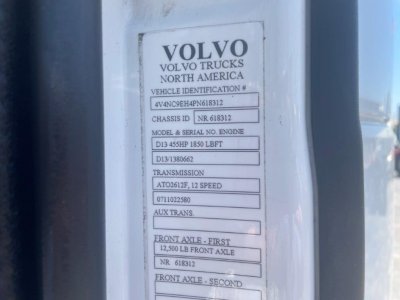 VOLVO
VOLVO TRUCKS
NORTH AMERICA
VEHICLE IDENTIFICATION #
4V4NC9EH4PN618312
CHASSIS ID NR 618312
MODEL & SERIAL NO. ENGINE
D13 455HP 1850 LBFT
D13/1380662
TRANSMISSION
ATO2612F, 12 SPEED
0711022580
AUX TRANS.
FRONT AXLE - FIRST
12,500 LB FRONT AXLE
NR 618312
FRONT AXLE - SECOND